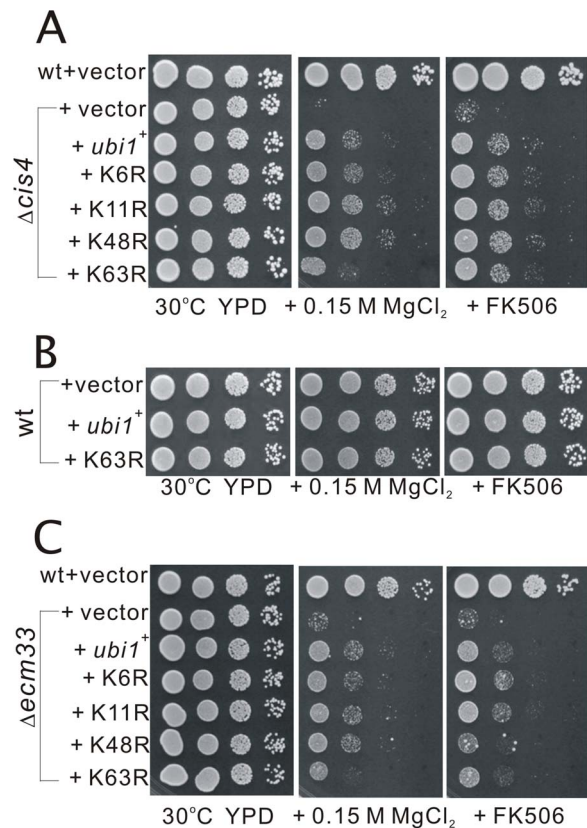 A
wt+vector
+ vector
+ ubi1+
+ K6R
+ K11R
+ K48R
+ K63R
Δcis4
30°C YPD + 0.15 M MgCl2 + FK506
B
+vector
+ ubi1+
+ K63R
wt
30°C YPD + 0.15 M MgCl2 + FK506
C
wt+vector
+ vector
+ ubi1+
+ K6R
+ K11R
+ K48R
+ K63R
Δecm33
30°C YPD + 0.15 M MgCl2 + FK506